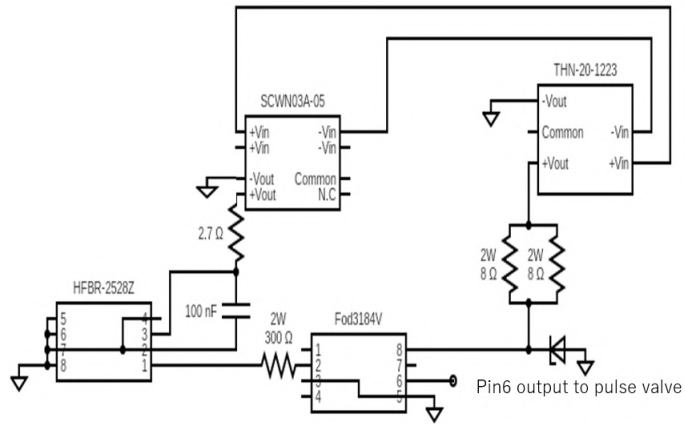 THN-20-1223
SCWN03A-05
-Vout
+Vin -Vin
Common -Vin
+Vin -Vin
+Vout +Vin
-Vout Common
+Vout N.C
2.7 Ω
2W 2W
8 Ω 8 Ω
HFBR-2528Z
100 nF
2W
300 Ω
Fod3184V
5 4
6 3
7 2
8 1
1 8
2 7
3 6
4 5
Pin6 output to pulse valve